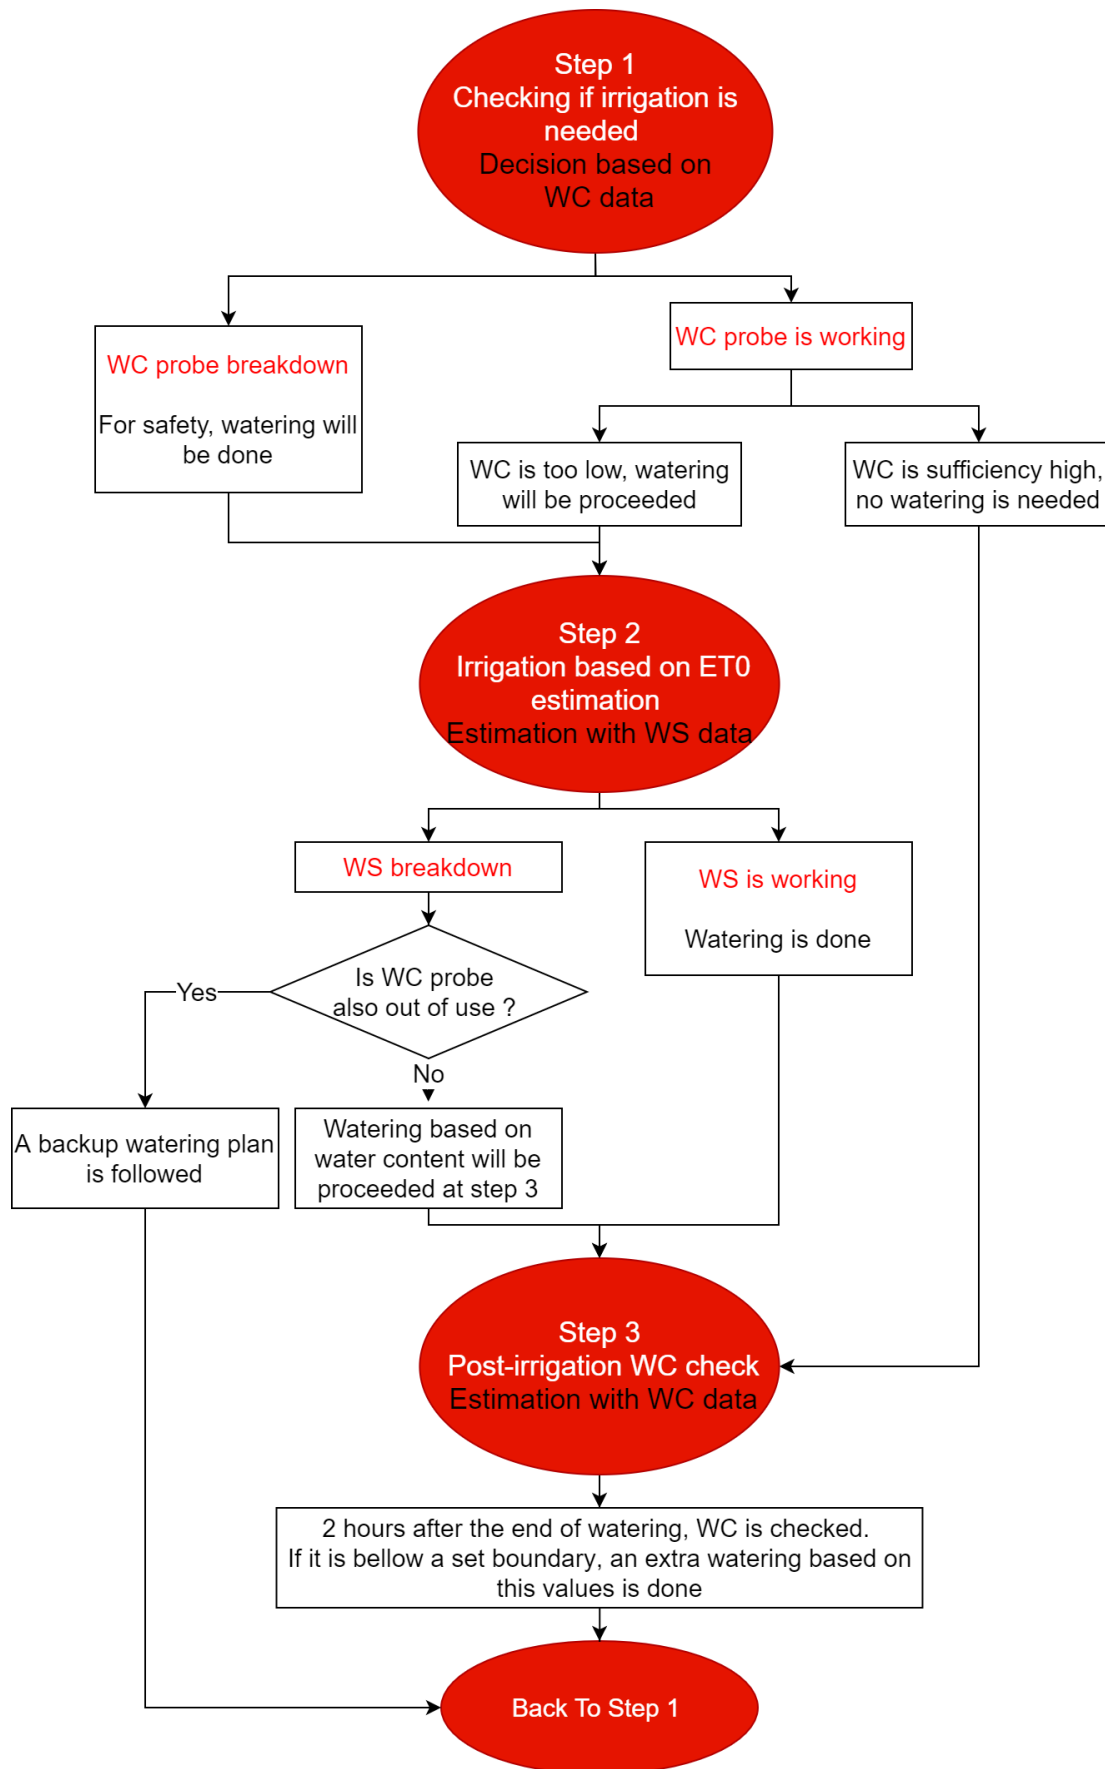 Step 1
Checking if irrigation is
needed
Decision based on
WC data
WC probe breakdown
For safety, watering will
be done
WC probe is working
WC is too low, watering
will be proceeded
WC is sufficiency high,
no watering is needed
Step 2
Irrigation based on ET0
estimation
Estimation with WS data
WS breakdown
WS is working
Watering is done
Is WC probe
also out of use ?
Yes
No
A backup watering plan
is followed
Watering based on
water content will be
proceeded at step 3
Step 3
Post-irrigation WC check
Estimation with WC data
2 hours after the end of watering, WC is checked.
If it is bellow a set boundary, an extra watering based on
this values is done
Back To Step 1